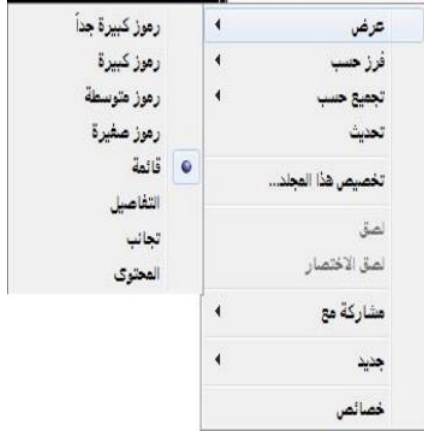 عرض
فرز حسب
تجميع حسب
تحديث
تخصيص هذا المجلد...
لصق
لصق الاختصار
مشاركة مع
جديد
خصائص
رموز كبيرة جداً
رموز كبيرة
رموز متوسطة
رموز صغيرة
قائمة
التفاصيل
تجانب
المحتوى